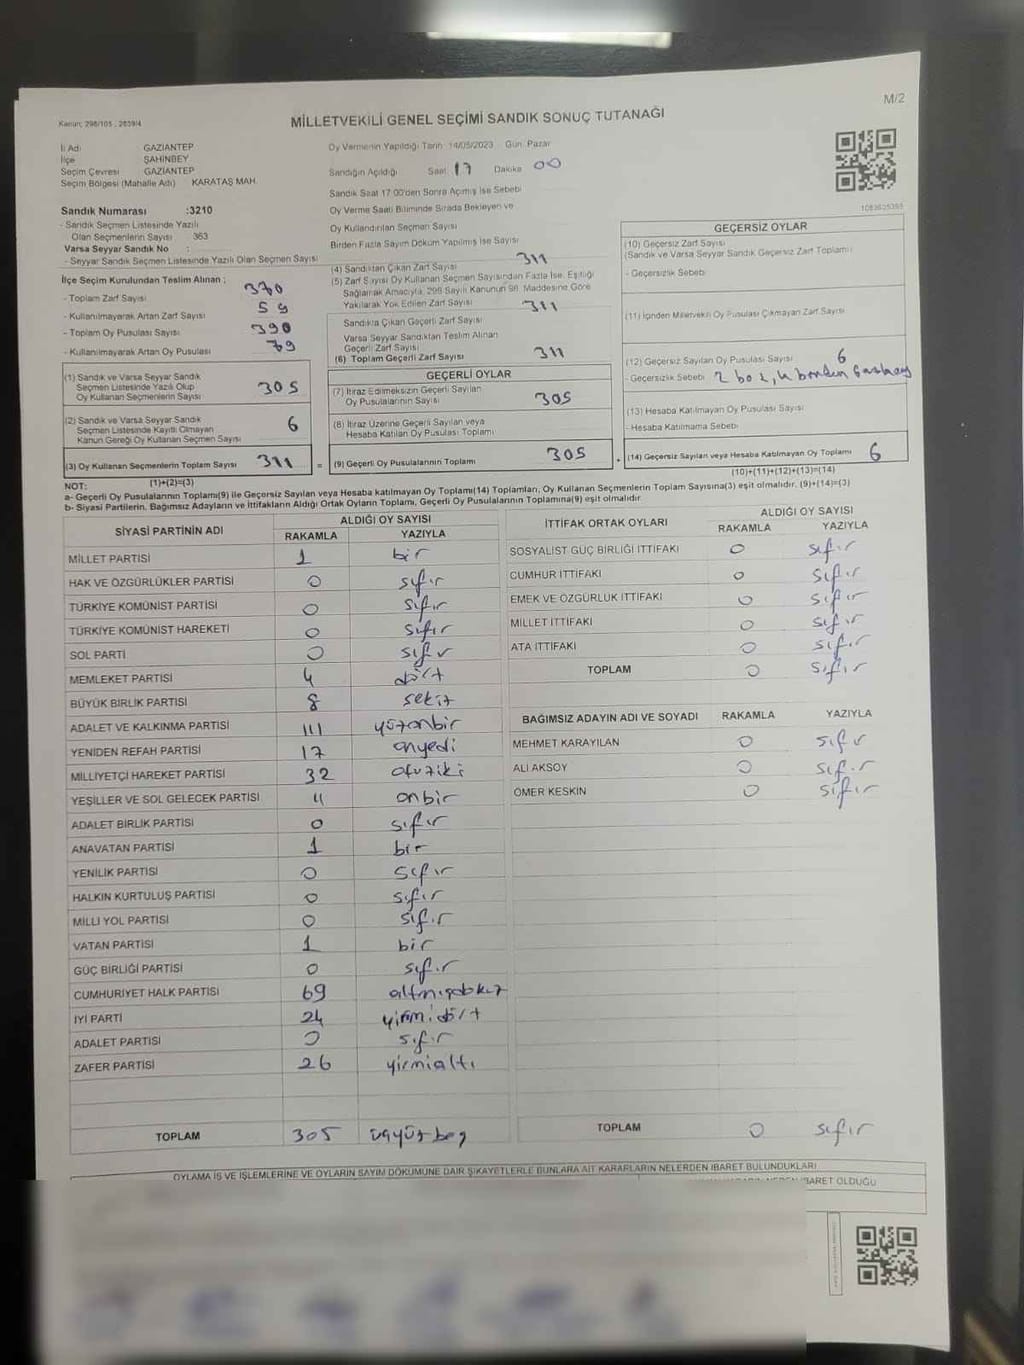 M/2
Kanun: 298/105 , 2839/4
MİLLETVEKİLİ GENEL SEÇİMİ SANDIK SONUÇ TUTANAĞI
İl Adı GAZİANTEP
İlçe ŞAHİNBEY
Seçim Çevresi GAZİANTEP
Seçim Bölgesi (Mahalle Adı) KARATAŞ MAH.
Sandık Numarası :3210
- Sandık Seçmen Listesinde Yazılı
Olan Seçmenlerin Sayısı 363
Varsa Seyyar Sandık No :
- Seyyar Sandık Seçmen Listesinde Yazılı Olan Seçmen Sayısı
İlçe Seçim Kurulundan Teslim Alınan ;
- Toplam Zarf Sayısı 370
- Kullanılmayarak Artan Zarf Sayısı 59
- Toplam Oy Pusulası Sayısı 390
- Kullanılmayarak Artan Oy Pusulası 79
(1) Sandık ve Varsa Seyyar Sandık
Seçmen Listesinde Yazılı Olup
Oy Kullanan Seçmenlerin Sayısı 305
(2) Sandık ve Varsa Seyyar Sandık
Seçmen Listesinde Kayıtlı Olmayan
Kanun Gereği Oy Kullanan Seçmen Sayısı 6
(3) Oy Kullanan Seçmenlerin Toplam Sayısı 311
(1)+(2)=(3)
Oy Vermenin Yapıldığı Tarih 14/05/2023 Gün: Pazar
Sandığın Açıldığı Saat 17 Dakika 00
Sandık Saat 17:00'den Sonra Açılmış İse Sebebi
Oy Verme Saati Bitiminde Sırada Bekleyen ve
Oy Kullandırılan Seçmen Sayısı
Birden Fazla Sayım Döküm Yapılmış İse Sayısı
(4) Sandıktan Çıkan Zarf Sayısı 311
(5) Zarf Sayısı Oy Kullanan Seçmen Sayısından Fazla İse, Eşitliği
Sağlamak Amacıyla, 298 Sayılı Kanunun 98. Maddesine Göre
Yakılarak Yok Edilen Zarf Sayısı
Sandıkta Çıkan Geçerli Zarf Sayısı 311
Varsa Seyyar Sandıktan Teslim Alınan
Geçerli Zarf Sayısı
(6) Toplam Geçerli Zarf Sayısı 311
GEÇERLİ OYLAR
(7) İtiraz Edilmeksizin Geçerli Sayılan
Oy Pusulalarının Sayısı 305
(8) İtiraz Üzerine Geçerli Sayılan veya
Hesaba Katılan Oy Pusulası Toplamı
= (9) Geçerli Oy Pusulalarının Toplamı 305
1083635395
GEÇERSİZ OYLAR
(10) Geçersiz Zarf Sayısı
(Sandık ve Varsa Seyyar Sandık Geçersiz Zarf Toplamı)
- Geçersizlik Sebebi
(11) İçinden Milletvekili Oy Pusulası Çıkmayan Zarf Sayısı
(12) Geçersiz Sayılan Oy Pusulası Sayısı 6
- Geçersizlik Sebebi 2 boş, 4 birden fazla
(13) Hesaba Katılmayan Oy Pusulası Sayısı
- Hesaba Katılmama Sebebi
(14) Geçersiz Sayılan veya Hesaba Katılmayan Oy Toplamı 6
(10)+(11)+(12)+(13)=(14)
NOT:
a- Geçerli Oy Pusulalarının Toplamı(9) ile Geçersiz Sayılan veya Hesaba katılmayan Oy Toplamı(14) Toplamları, Oy Kullanan Seçmenlerin Toplam Sayısına(3) eşit olmalıdır. (9)+(14)=(3)
b- Siyasi Partilerin, Bağımsız Adayların ve İttifakların Aldığı Ortak Oyların Toplamı, Geçerli Oy Pusulalarının Toplamına(9) eşit olmalıdır
SİYASİ PARTİNİN ADI ALDIĞI OY SAYISI
RAKAMLA YAZIYLA
MİLLET PARTİSİ 1 bir
HAK VE ÖZGÜRLÜKLER PARTİSİ 0 sıfır
TÜRKİYE KOMÜNİST PARTİSİ 0 sıfır
TÜRKİYE KOMÜNİST HAREKETİ 0 sıfır
SOL PARTİ 0 sıfır
MEMLEKET PARTİSİ 4 dört
BÜYÜK BİRLİK PARTİSİ 8 sekiz
ADALET VE KALKINMA PARTİSİ 111 yüzonbir
YENİDEN REFAH PARTİSİ 17 onyedi
MİLLİYETÇİ HAREKET PARTİSİ 32 otuziki
YEŞİLLER VE SOL GELECEK PARTİSİ 11 onbir
ADALET BİRLİK PARTİSİ 0 sıfır
ANAVATAN PARTİSİ 1 bir
YENİLİK PARTİSİ 0 sıfır
HALKIN KURTULUŞ PARTİSİ 0 sıfır
MİLLİ YOL PARTİSİ 0 sıfır
VATAN PARTİSİ 1 bir
GÜÇ BİRLİĞİ PARTİSİ 0 sıfır
CUMHURİYET HALK PARTİSİ 69 altmışdokuz
İYİ PARTİ 24 yirmidört
ADALET PARTİSİ 0 sıfır
ZAFER PARTİSİ 26 yirmialtı
TOPLAM 305 üçyüzbeş
İTTİFAK ORTAK OYLARI ALDIĞI OY SAYISI
RAKAMLA YAZIYLA
SOSYALİST GÜÇ BİRLİĞİ İTTİFAKI 0 sıfır
CUMHUR İTTİFAKI 0 sıfır
EMEK VE ÖZGÜRLÜK İTTİFAKI 0 sıfır
MİLLET İTTİFAKI 0 sıfır
ATA İTTİFAKI 0 sıfır
TOPLAM 0 sıfır
BAĞIMSIZ ADAYIN ADI VE SOYADI RAKAMLA YAZIYLA
MEHMET KARAYILAN 0 sıfır
ALİ AKSOY 0 sıfır
ÖMER KESKİN 0 sıfır
TOPLAM 0 sıfır
OYLAMA İŞ VE İŞLEMLERİNE VE OYLARIN SAYIM DÖKÜMÜNE DAİR ŞİKAYETLERLE BUNLARA AİT KARARLARIN NELERDEN İBARET BULUNDUKLARI
İBARET OLDUĞU